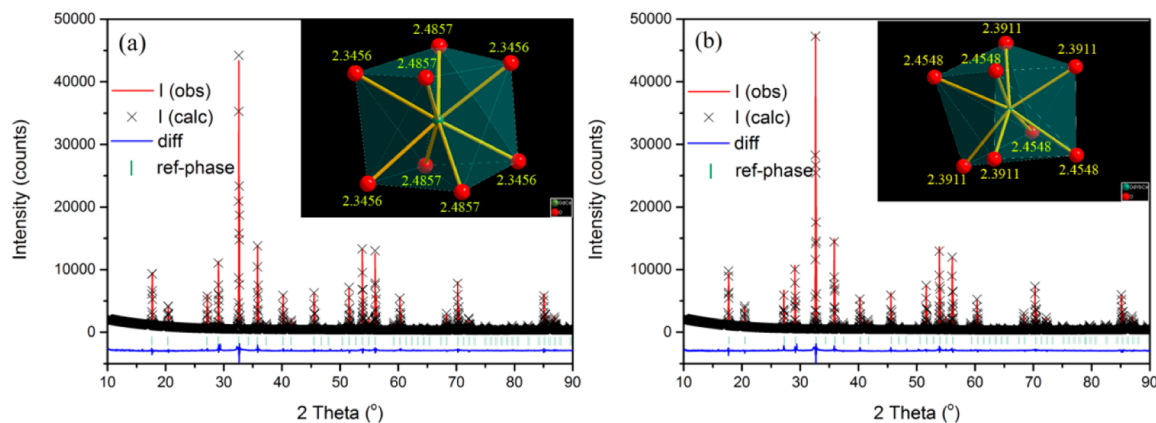 (a)
Intensity (counts)
50000
40000
30000
20000
10000
0
I (obs)
I (calc)
diff
ref-phase
2.4857
2.3456
2.3456
2.4857
2.4857
2.3456
2.3456
2.4857
10 20 30 40 50 60 70 80 90
2 Theta (°)
(b)
Intensity (counts)
50000
40000
30000
20000
10000
0
I (obs)
I (calc)
diff
ref-phase
2.3911
2.4548
2.4548
2.3911
2.4548
2.3911
2.3911
2.4548
10 20 30 40 50 60 70 80 90
2 Theta (°)